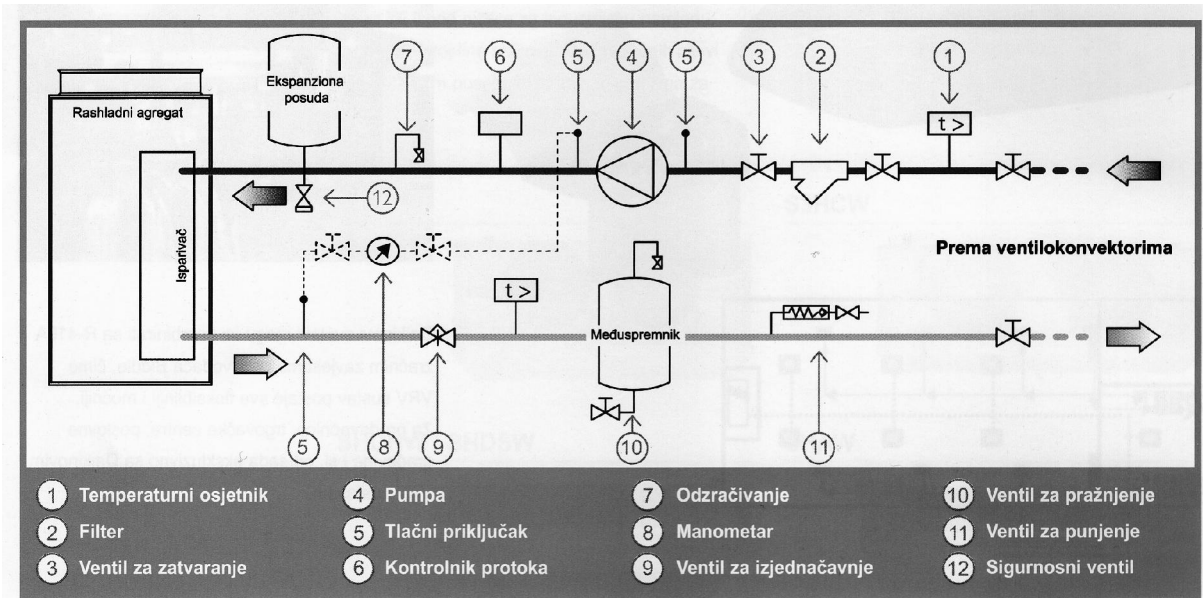 7
6
5
4
5
3
2
1
Ekspanziona
posuda
Rashladni agregat
t >
12
Isparivač
Prema ventilokonvektorima
t >
Međuspremnik
5
8
9
10
11
1 Temperaturni osjetnik
2 Filter
3 Ventil za zatvaranje
4 Pumpa
5 Tlačni priključak
6 Kontrolnik protoka
7 Odzračivanje
8 Manometar
9 Ventil za izjednačavnje
10 Ventil za pražnjenje
11 Ventil za punjenje
12 Sigurnosni ventil